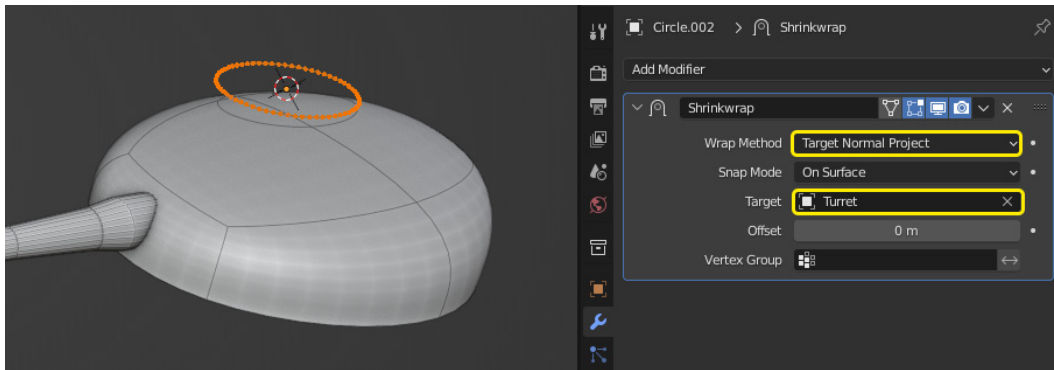 Circle.002 > Shrinkwrap
Add Modifier
Shrinkwrap
Wrap Method Target Normal Project
Snap Mode On Surface
Target Turret
Offset 0 m
Vertex Group